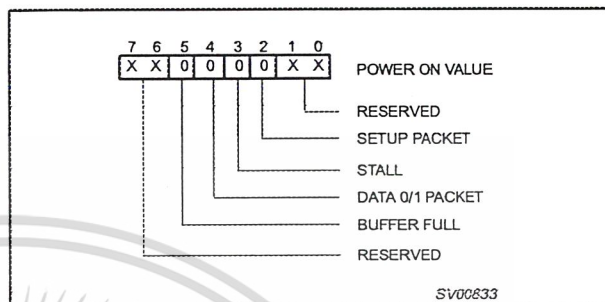 7 6 5 4 3 2 1 0
X X 0 0 0 0 X X POWER ON VALUE
RESERVED
SETUP PACKET
STALL
DATA 0/1 PACKET
BUFFER FULL
RESERVED
SV00833